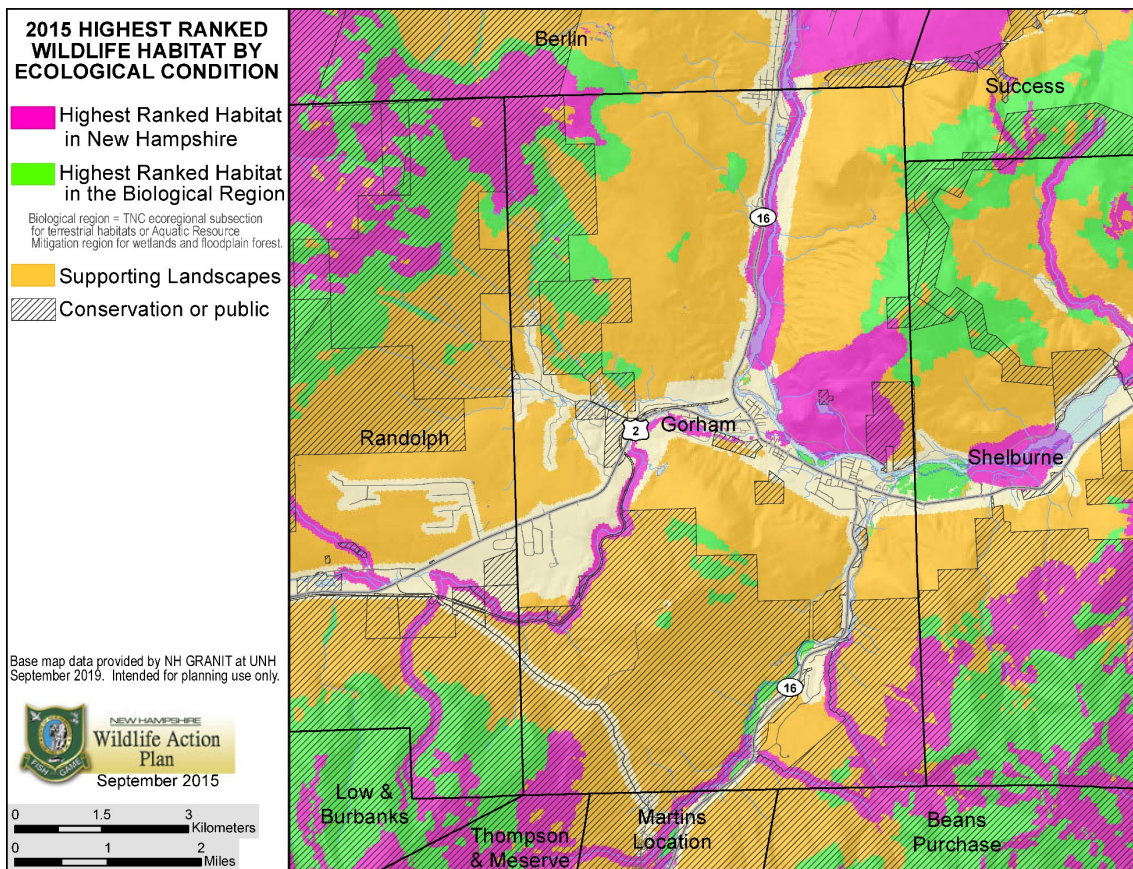 2015 HIGHEST RANKED
WILDLIFE HABITAT BY
ECOLOGICAL CONDITION
Highest Ranked Habitat
in New Hampshire
Highest Ranked Habitat
in the Biological Region
Biological region = TNC ecoregional subsection
for terrestrial habitats or Aquatic Resource
Mitigation region for wetlands and floodplain forest.
Supporting Landscapes
Conservation or public
Base map data provided by NH GRANIT at UNH
September 2019. Intended for planning use only.
NEW HAMPSHIRE
Wildlife Action
Plan
FISH GAME
September 2015
0 1.5 3
Kilometers
0 1 2
Miles
Berlin
Success
16
Randolph
2
Gorham
Shelburne
16
Low &
Burbanks
Thompson
& Meserve
Martins
Location
Beans
Purchase